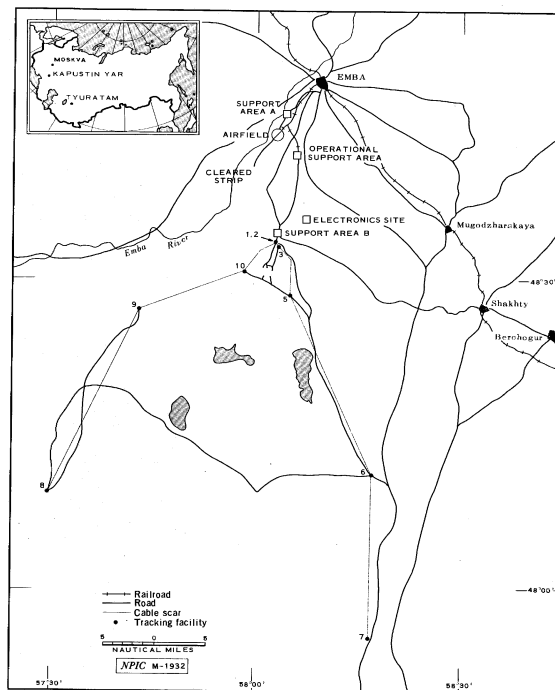 MOSKVA
KAPUSTIN YAR
TYURATAM
EMBA
SUPPORT
AREA A
AIRFIELD
OPERATIONAL
SUPPORT AREA
CLEARED
STRIP
ELECTRONICS SITE
Mugodzharskaya
1,2
SUPPORT AREA B
Emba River
3
10
48°30'
5
9
Shakhty
Berchogur
6
8
48°00'
Railroad
Road
Cable scar
Tracking facility
7
5 0 5
NAUTICAL MILES
NPIC M-1932
57°30'
58°00'
58°30'